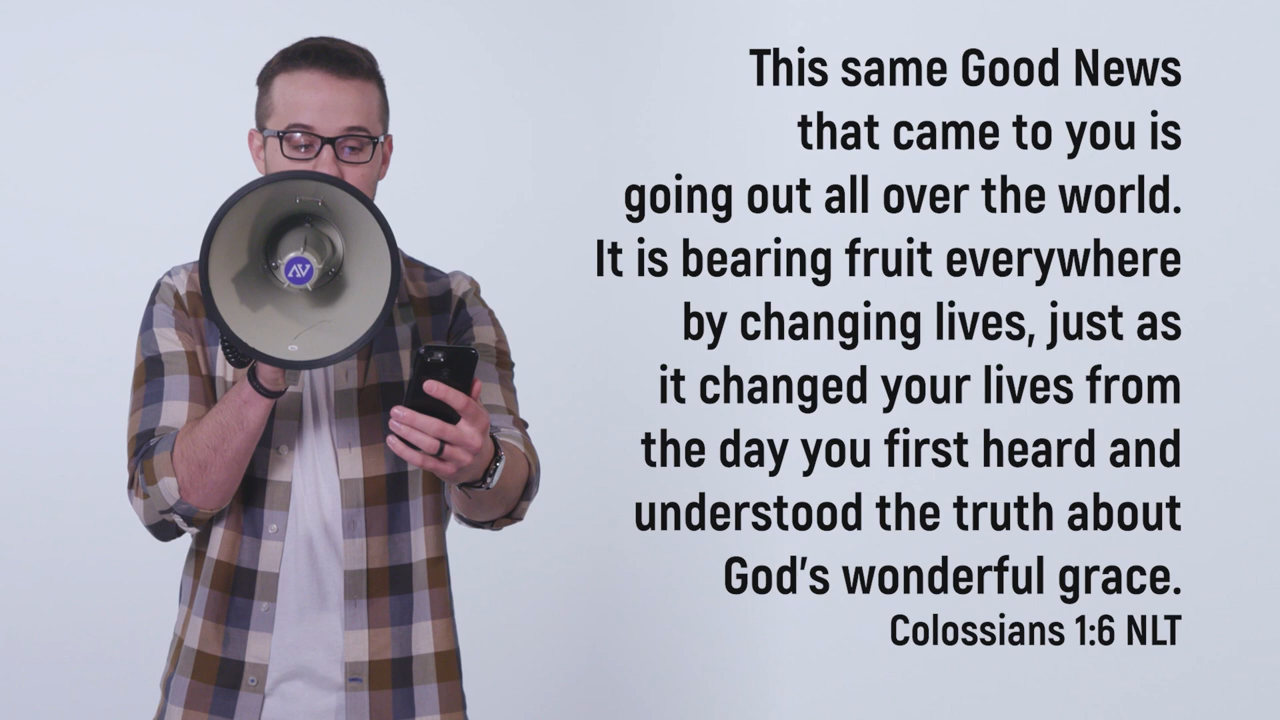 This same Good News
that came to you is
going out all over the world.
It is bearing fruit everywhere
by changing lives, just as
it changed your lives from
the day you first heard and
understood the truth about
God's wonderful grace.
Colossians 1:6 NLT
AV